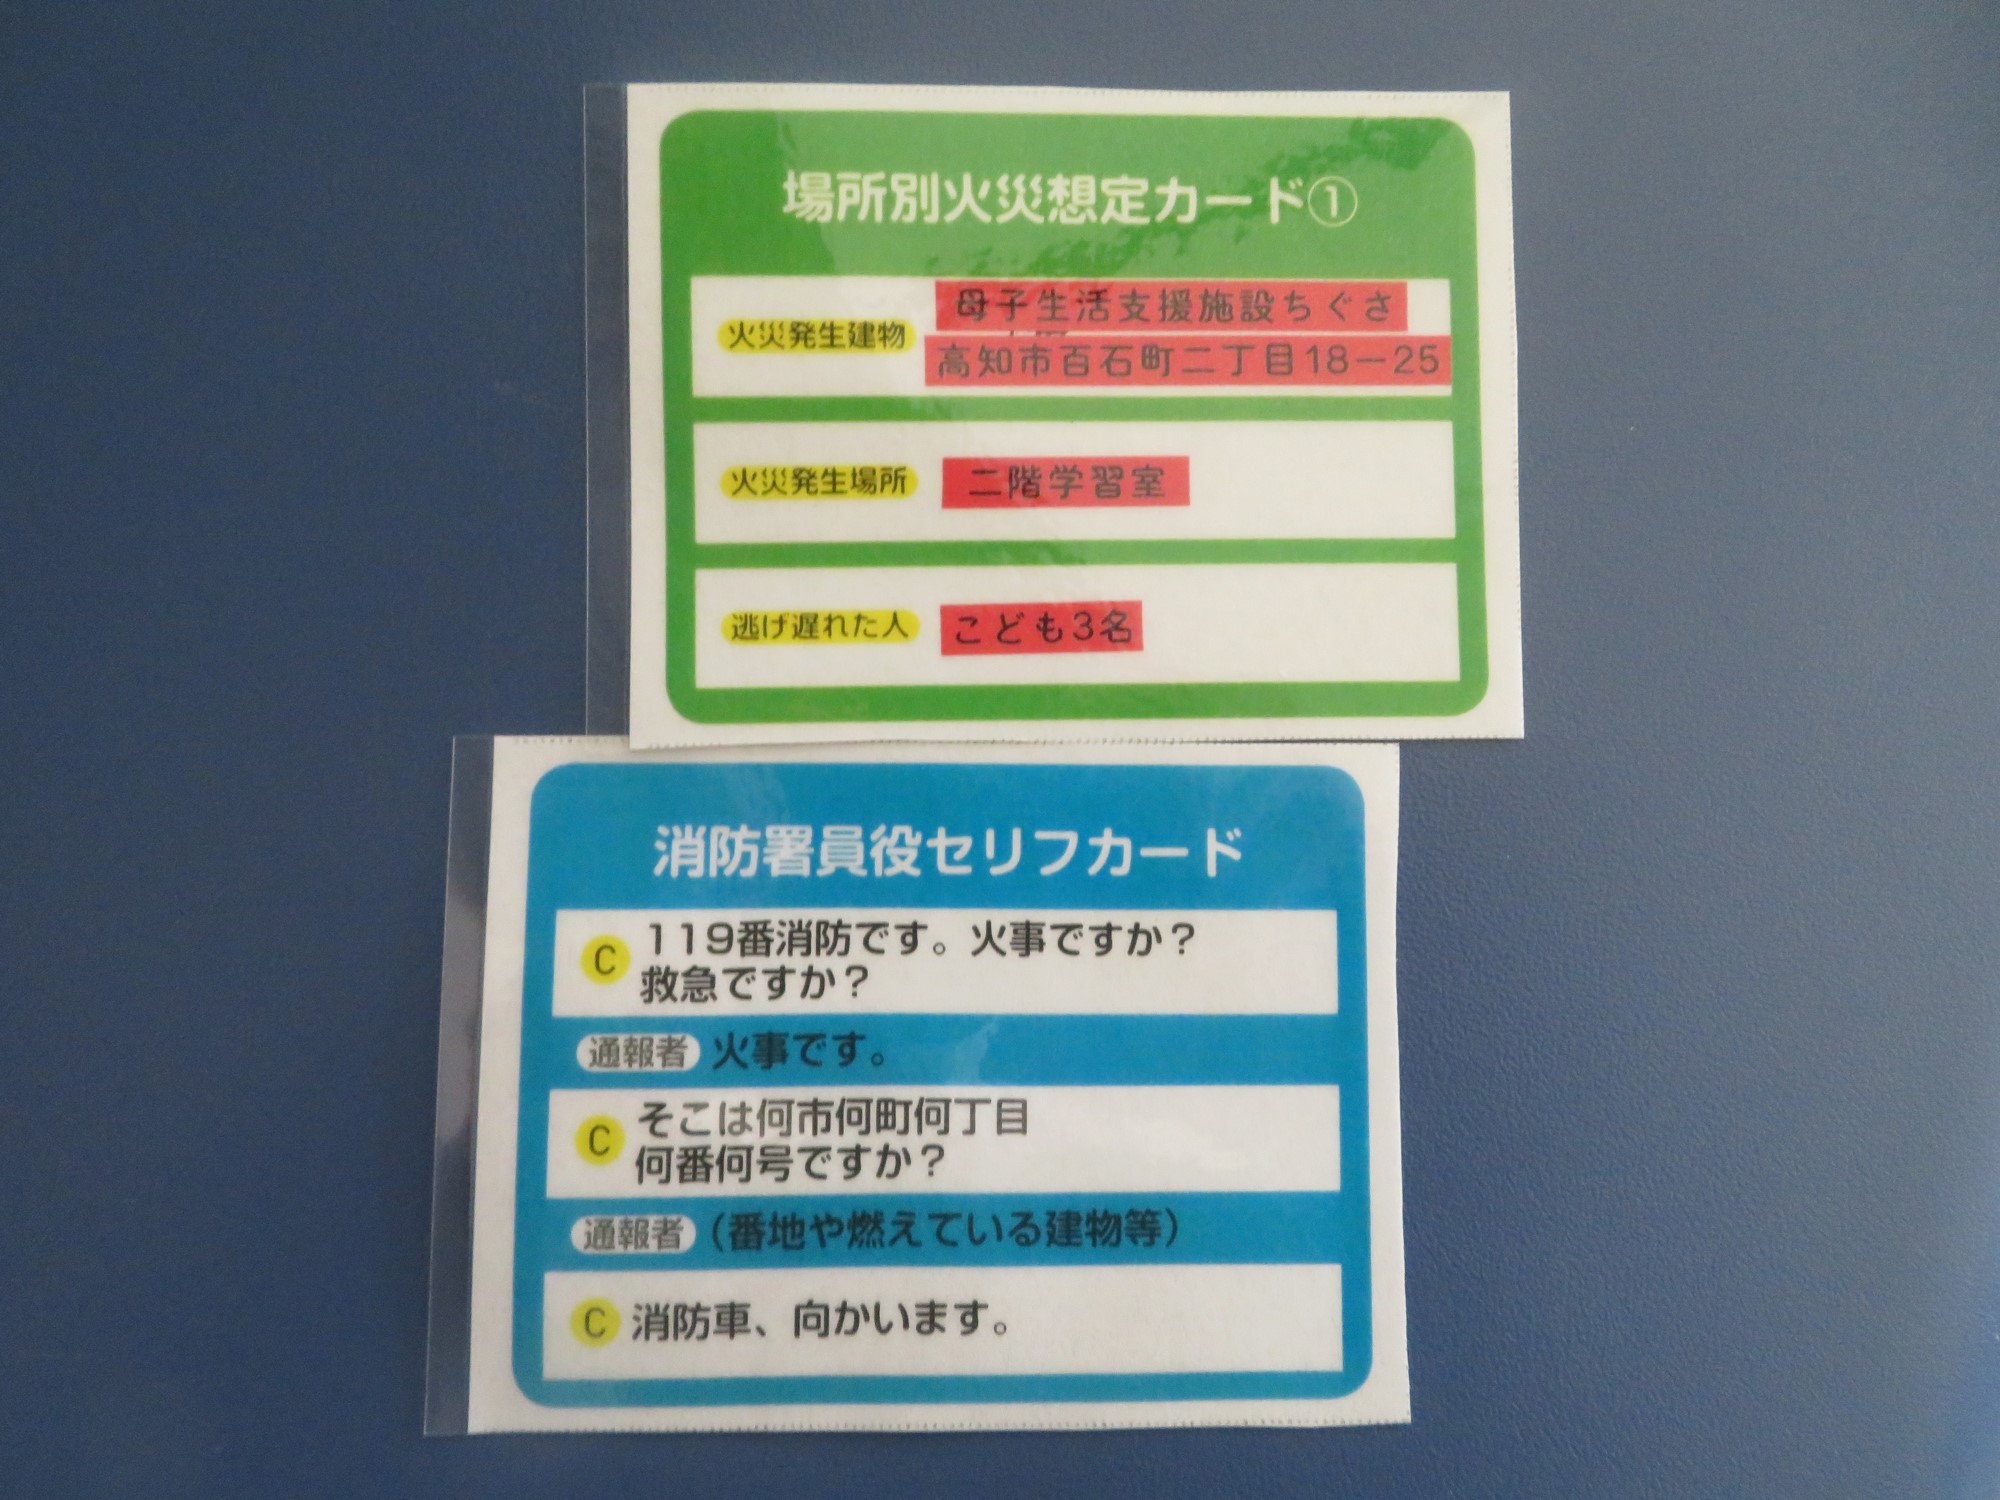 場所別火災想定カード①
火災発生建物
母子生活支援施設ちぐさ
高知市百石町二丁目18-25
火災発生場所 二階学習室
逃げ遅れた人 こども3名
消防署員役セリフカード
C 119番消防です。火事ですか?
救急ですか?
通報者 火事です。
C そこは何市何町何丁目
何番何号ですか?
通報者 (番地や燃えている建物等)
C 消防車、向かいます。